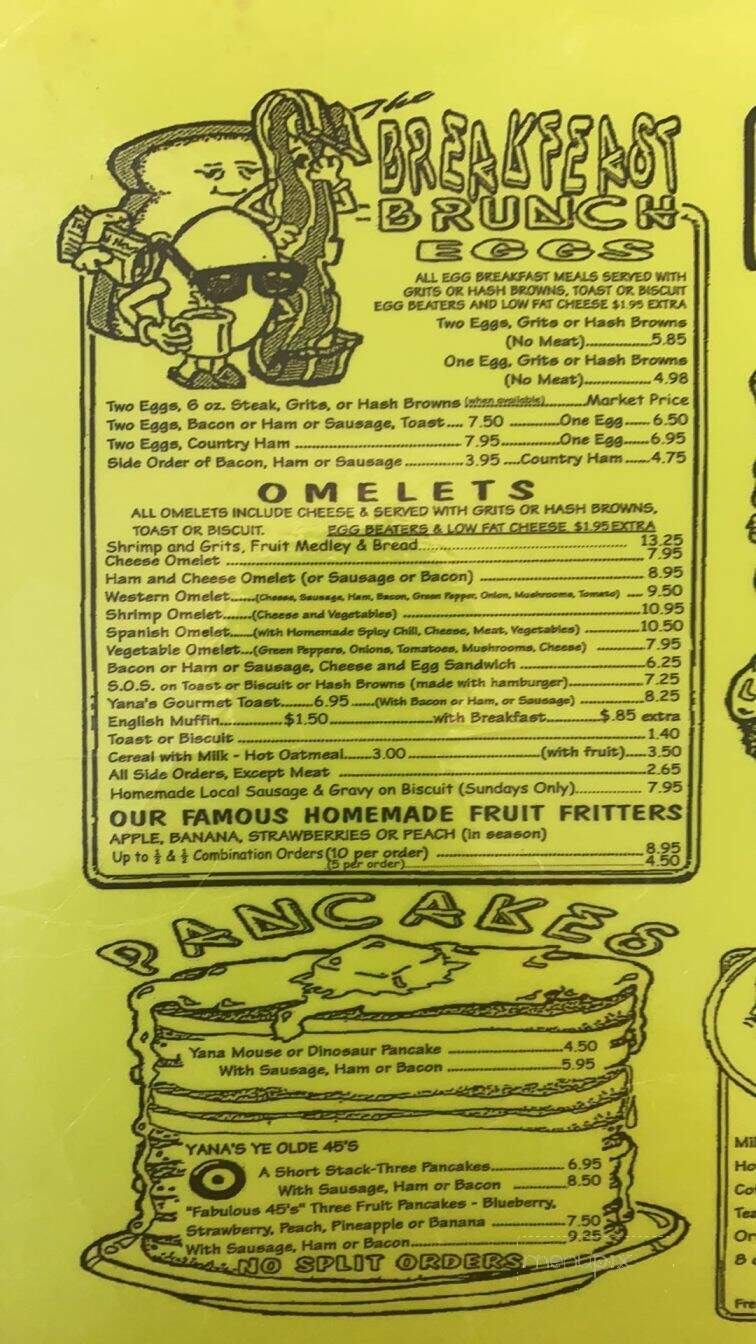 The
BREAKFEAST
BRUNCH
EGGS
ALL EGG BREAKFAST MEALS SERVED WITH
GRITS OR HASH BROWNS, TOAST OR BISCUIT
EGG BEATERS AND LOW FAT CHEESE $1.95 EXTRA
Two Eggs, Grits or Hash Browns
(No Meat)..................5.85
One Egg, Grits or Hash Browns
(No Meat)..................4.98
Two Eggs, 6 oz. Steak, Grits, or Hash Browns (when available)..........Market Price
Two Eggs, Bacon or Ham or Sausage, Toast.... 7.50 ............One Egg...... 6.50
Two Eggs, Country Ham ........................................7.95..............One Egg......6.95
Side Order of Bacon, Ham or Sausage..............3.95 ....Country Ham ......4.75
OMELETS
ALL OMELETS INCLUDE CHEESE & SERVED WITH GRITS OR HASH BROWNS,
TOAST OR BISCUIT. EGG BEATERS & LOW FAT CHEESE $1.95 EXTRA
Shrimp and Grits, Fruit Medley & Bread.................................................. 13.25
Cheese Omelet .................................................................................... 7.95
Ham and Cheese Omelet (or Sausage or Bacon) ...................................... 8.95
Western Omelet......(Cheese, Sausage, Ham, Bacon, Green Pepper, Onion, Mushrooms, Tomato) .... 9.50
Shrimp Omelet.......(Cheese and Vegetables) ..........................................10.95
Spanish Omelet......(with Homemade Spicy Chili, Cheese, Meat, Vegetables) ..............10.50
Vegetable Omelet...(Green Peppers, Onions, Tomatoes, Mushrooms, Cheese) ............7.95
Bacon or Ham or Sausage, Cheese and Egg Sandwich ..............................6.25
S.O.S. on Toast or Biscuit or Hash Browns (made with hamburger)..................7.25
Yana's Gourmet Toast........6.95 ......(With Bacon or Ham, or Sausage) ................8.25
English Muffin................$1.50..........................with Breakfast.............$.85 extra
Toast or Biscuit ..................................................................................1.40
Cereal with Milk - Hot Oatmeal.......3.00..............................(with fruit).....3.50
All Side Orders, Except Meat ..............................................................2.65
Homemade Local Sausage & Gravy on Biscuit (Sundays Only)................ 7.95
OUR FAMOUS HOMEMADE FRUIT FRITTERS
APPLE, BANANA, STRAWBERRIES OR PEACH (in season)
Up to ½ & ½ Combination Orders (10 per order) ..............................................8.95
(5 per order)..............................................4.50
PANCAKES
Yana Mouse or Dinosaur Pancake ............................4.50
With Sausage, Ham or Bacon ............................5.95
YANA'S YE OLDE 45'S
A Short Stack-Three Pancakes.................. 6.95
With Sausage, Ham or Bacon .............8.50
"Fabulous 45's" Three Fruit Pancakes - Blueberry,
Strawberry, Peach, Pineapple or Banana ....................7.50
With Sausage, Ham or Bacon.......................................9.25
NO SPLIT ORDERS
menupix
Mil
Ho
Co
Tea
Or
8 
Fre